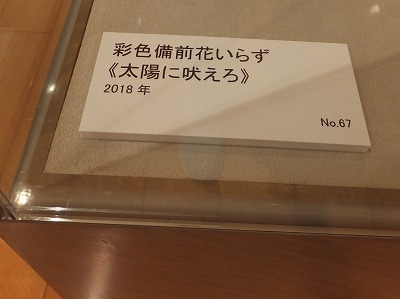 彩色備前花いらず
《太陽に吠えろ》
2018 年
No.67